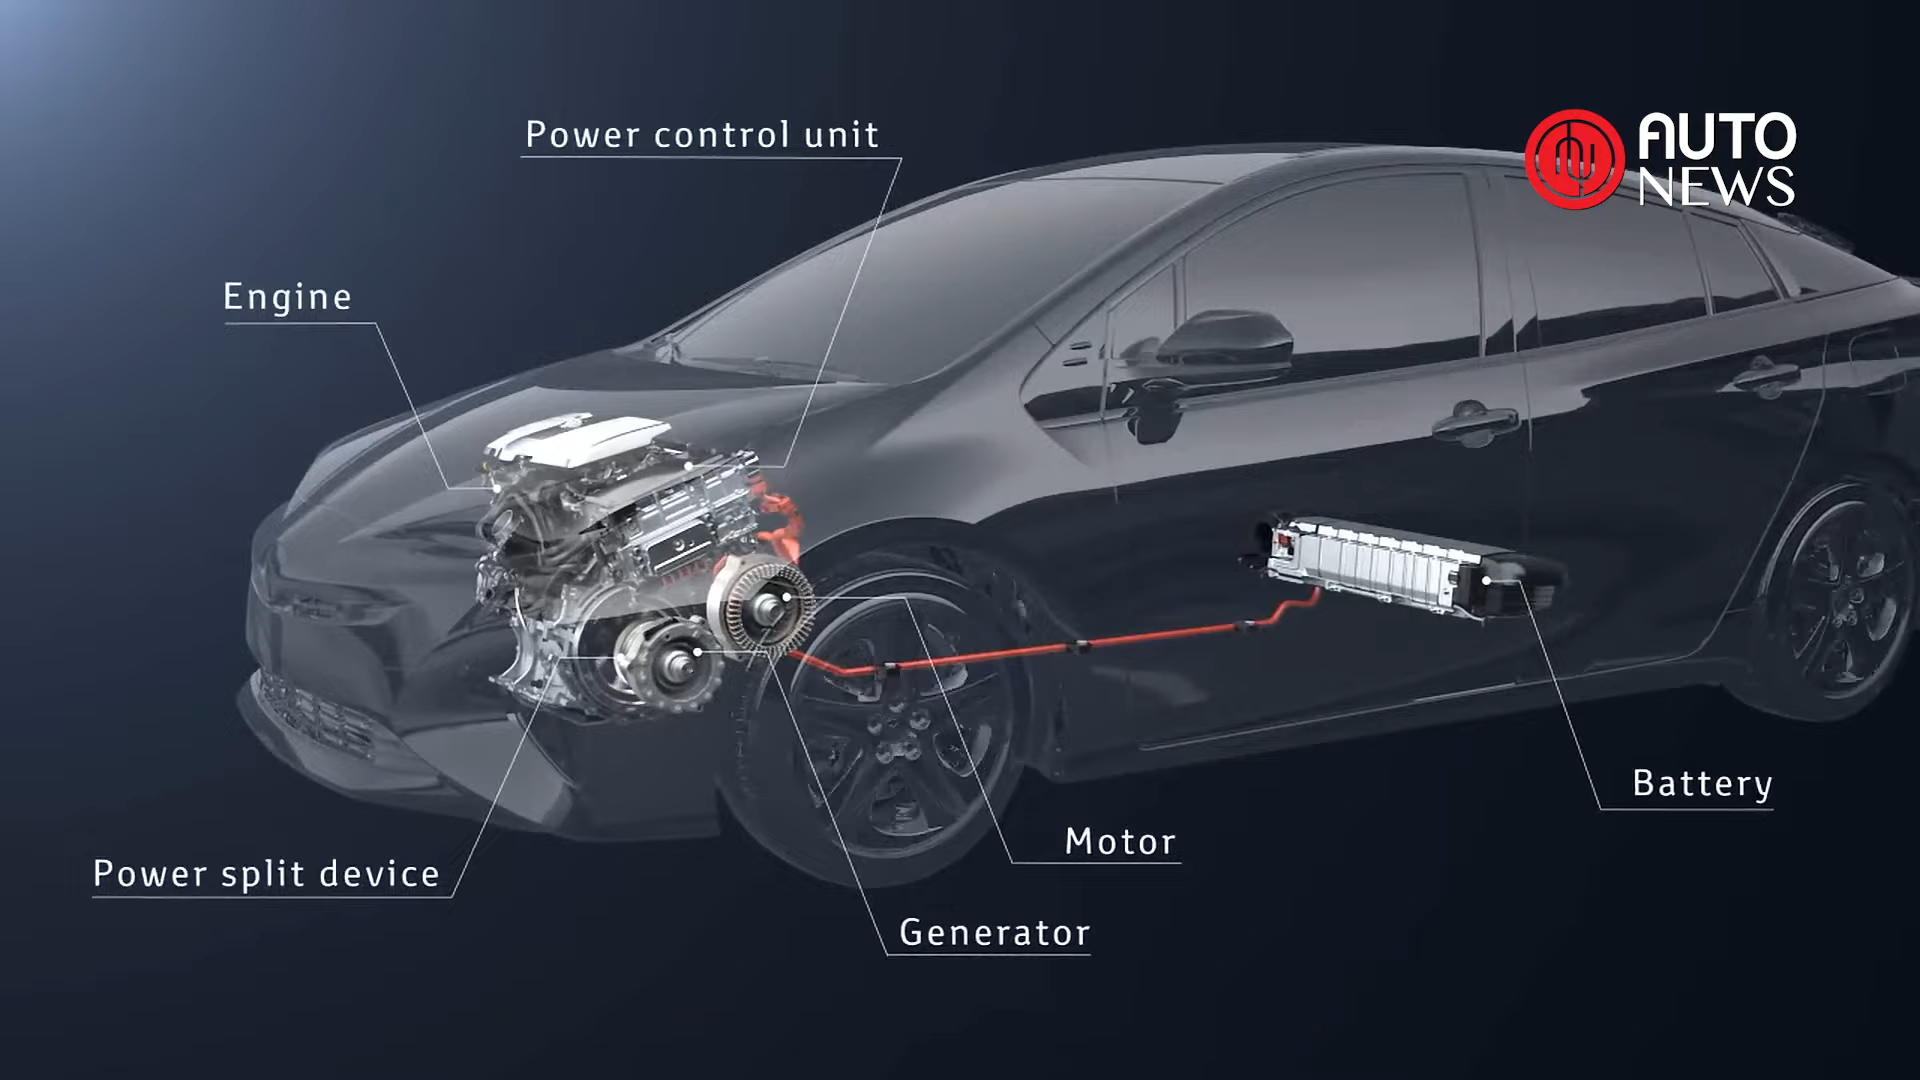 Power control unit
AUTO
NEWS
Engine
Battery
Motor
Power split device
Generator